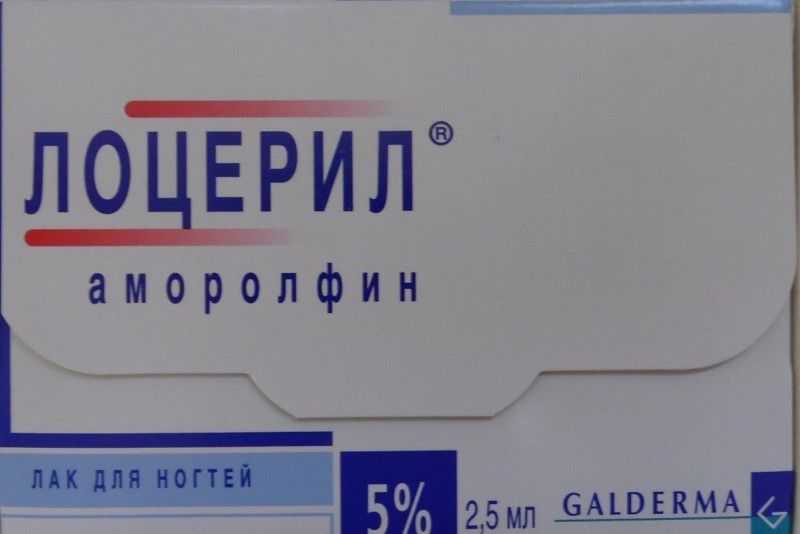 ЛОЦЕРИЛ®
аморолфин
ЛАК ДЛЯ НОГТЕЙ
5% 2,5 мл GALDERMA